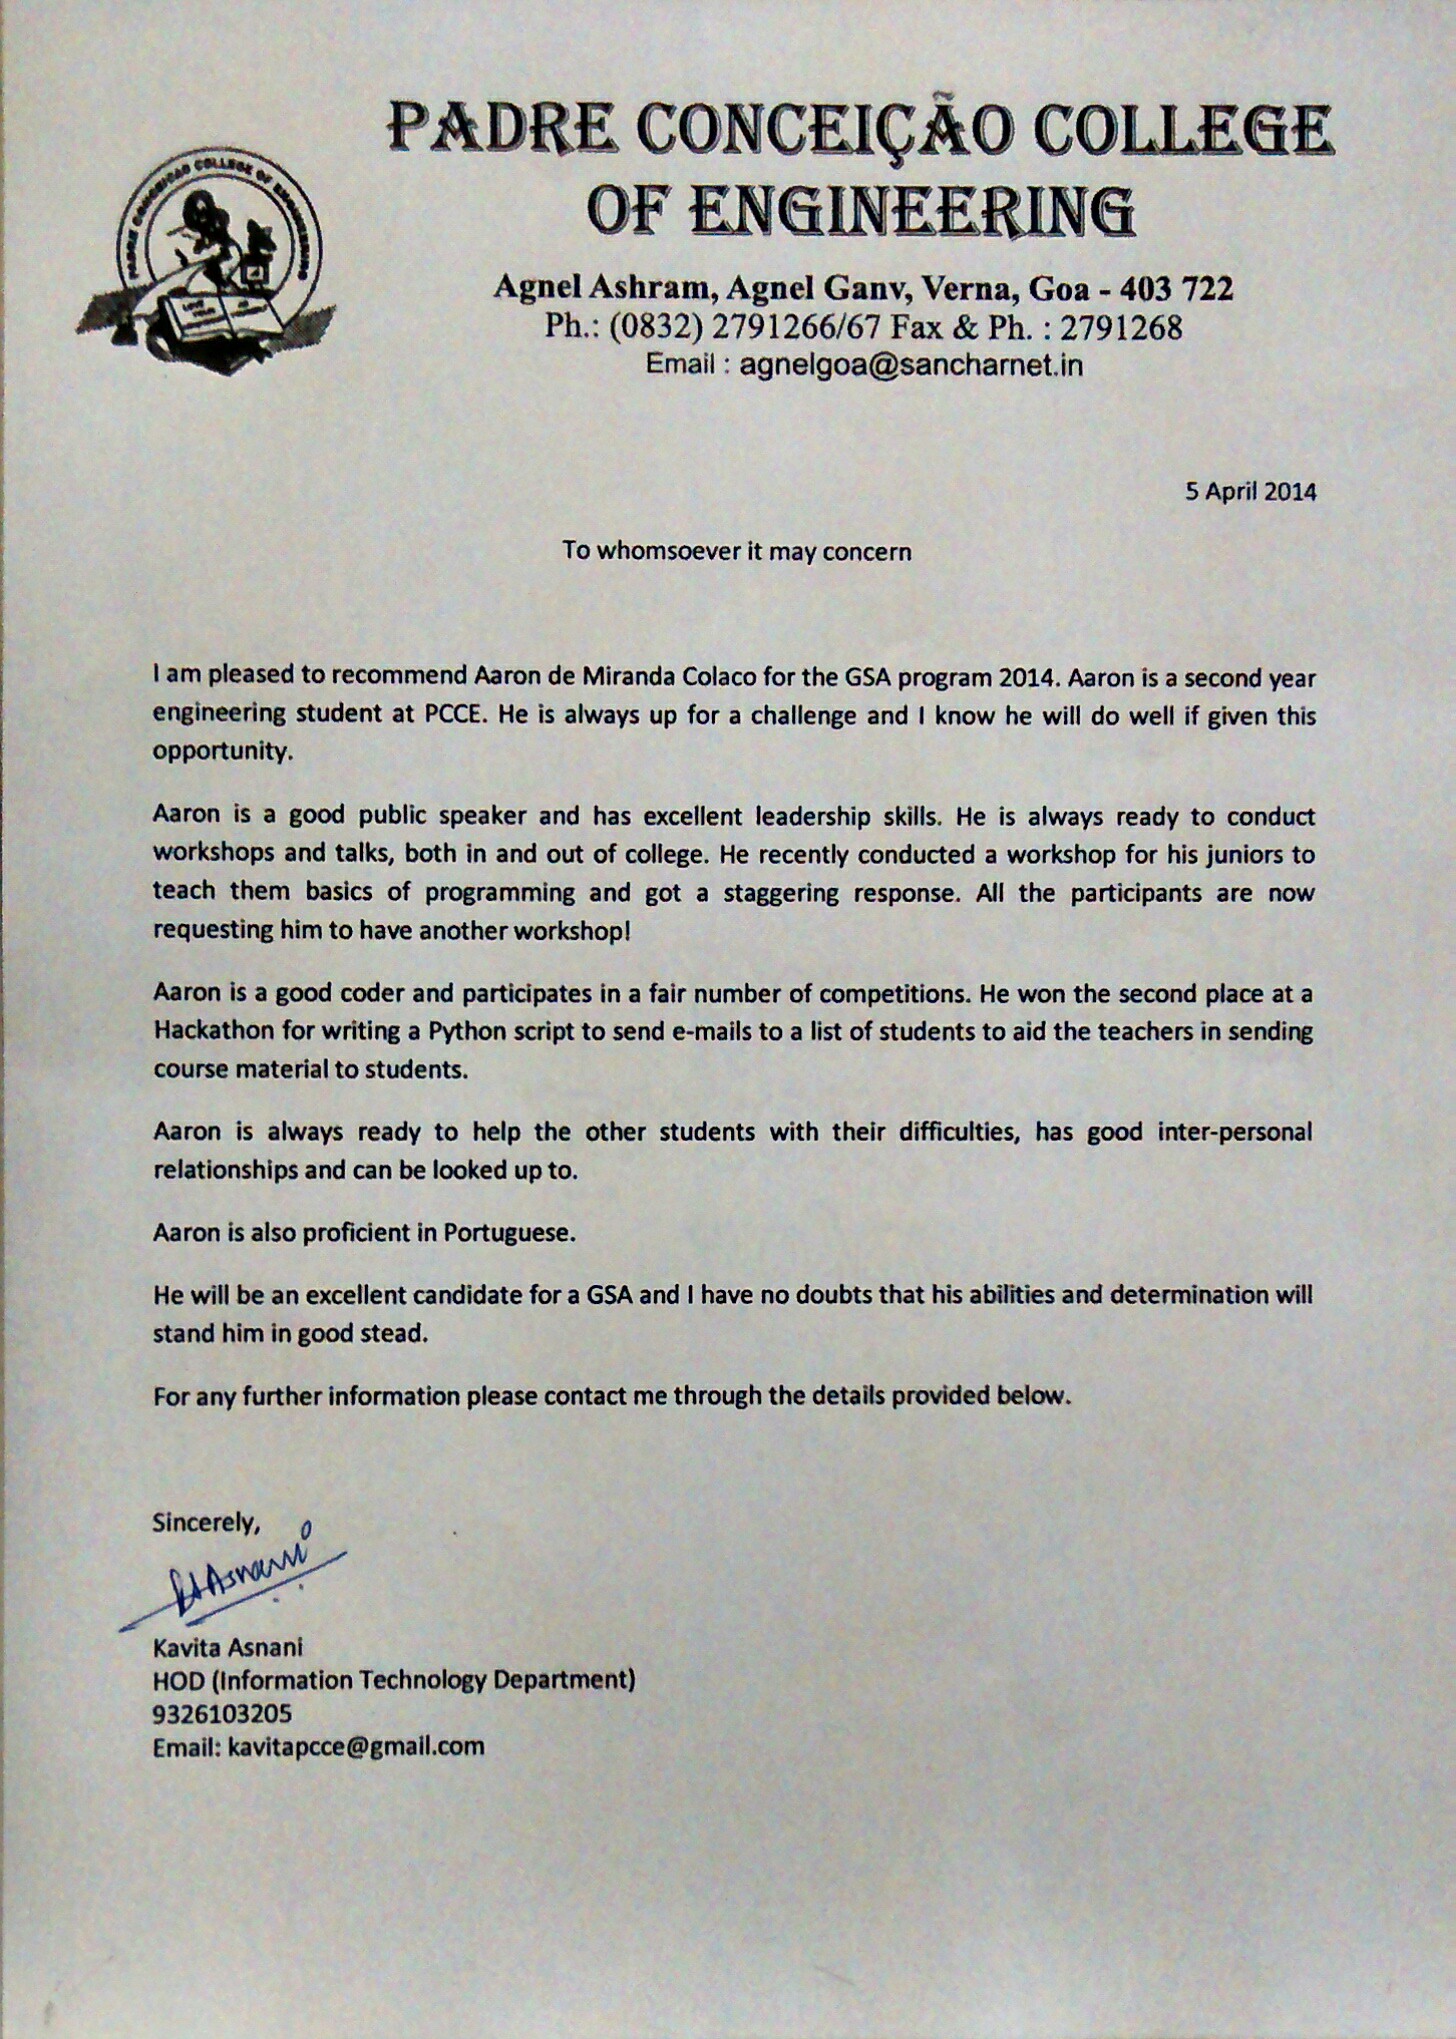 PADRE CONCEIÇÃO COLLEGE
OF ENGINEERING
PADRE CONCEICAO COLLEGE OF ENGINEERING
Agnel Ashram, Agnel Ganv, Verna, Goa - 403 722
Ph.: (0832) 2791266/67 Fax & Ph. : 2791268
Email : agnelgoa@sancharnet.in
5 April 2014
To whomsoever it may concern
I am pleased to recommend Aaron de Miranda Colaco for the GSA program 2014. Aaron is a second year
engineering student at PCCE. He is always up for a challenge and I know he will do well if given this
opportunity.
Aaron is a good public speaker and has excellent leadership skills. He is always ready to conduct
workshops and talks, both in and out of college. He recently conducted a workshop for his juniors to
teach them basics of programming and got a staggering response. All the participants are now
requesting him to have another workshop!
Aaron is a good coder and participates in a fair number of competitions. He won the second place at a
Hackathon for writing a Python script to send e-mails to a list of students to aid the teachers in sending
course material to students.
Aaron is always ready to help the other students with their difficulties, has good inter-personal
relationships and can be looked up to.
Aaron is also proficient in Portuguese.
He will be an excellent candidate for a GSA and I have no doubts that his abilities and determination will
stand him in good stead.
For any further information please contact me through the details provided below.
Sincerely,
KAAsnani
Kavita Asnani
HOD (Information Technology Department)
9326103205
Email: kavitapcce@gmail.com